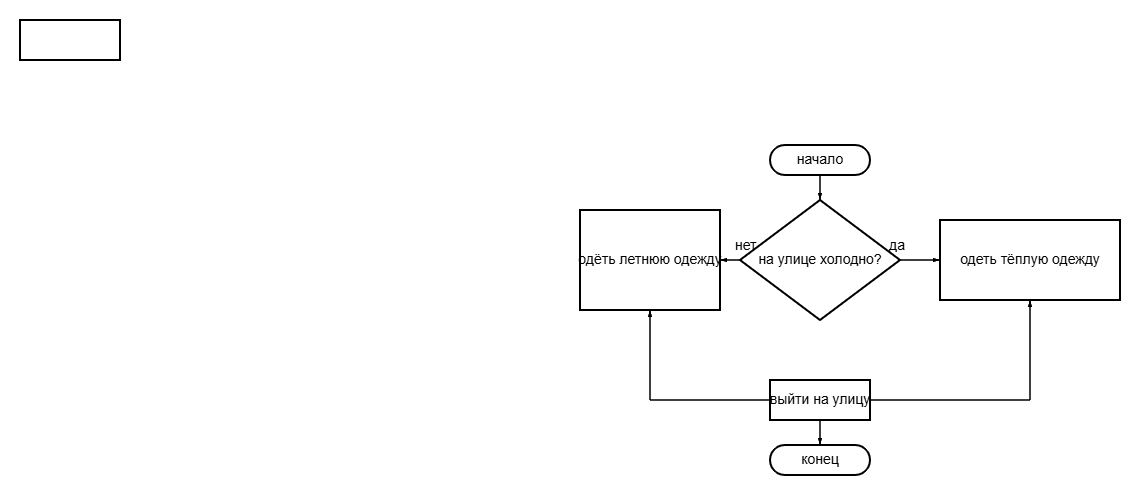 начало
нет
да
одёть летнюю одежду
на улице холодно?
одеть тёплую одежду
выйти на улицу
конец